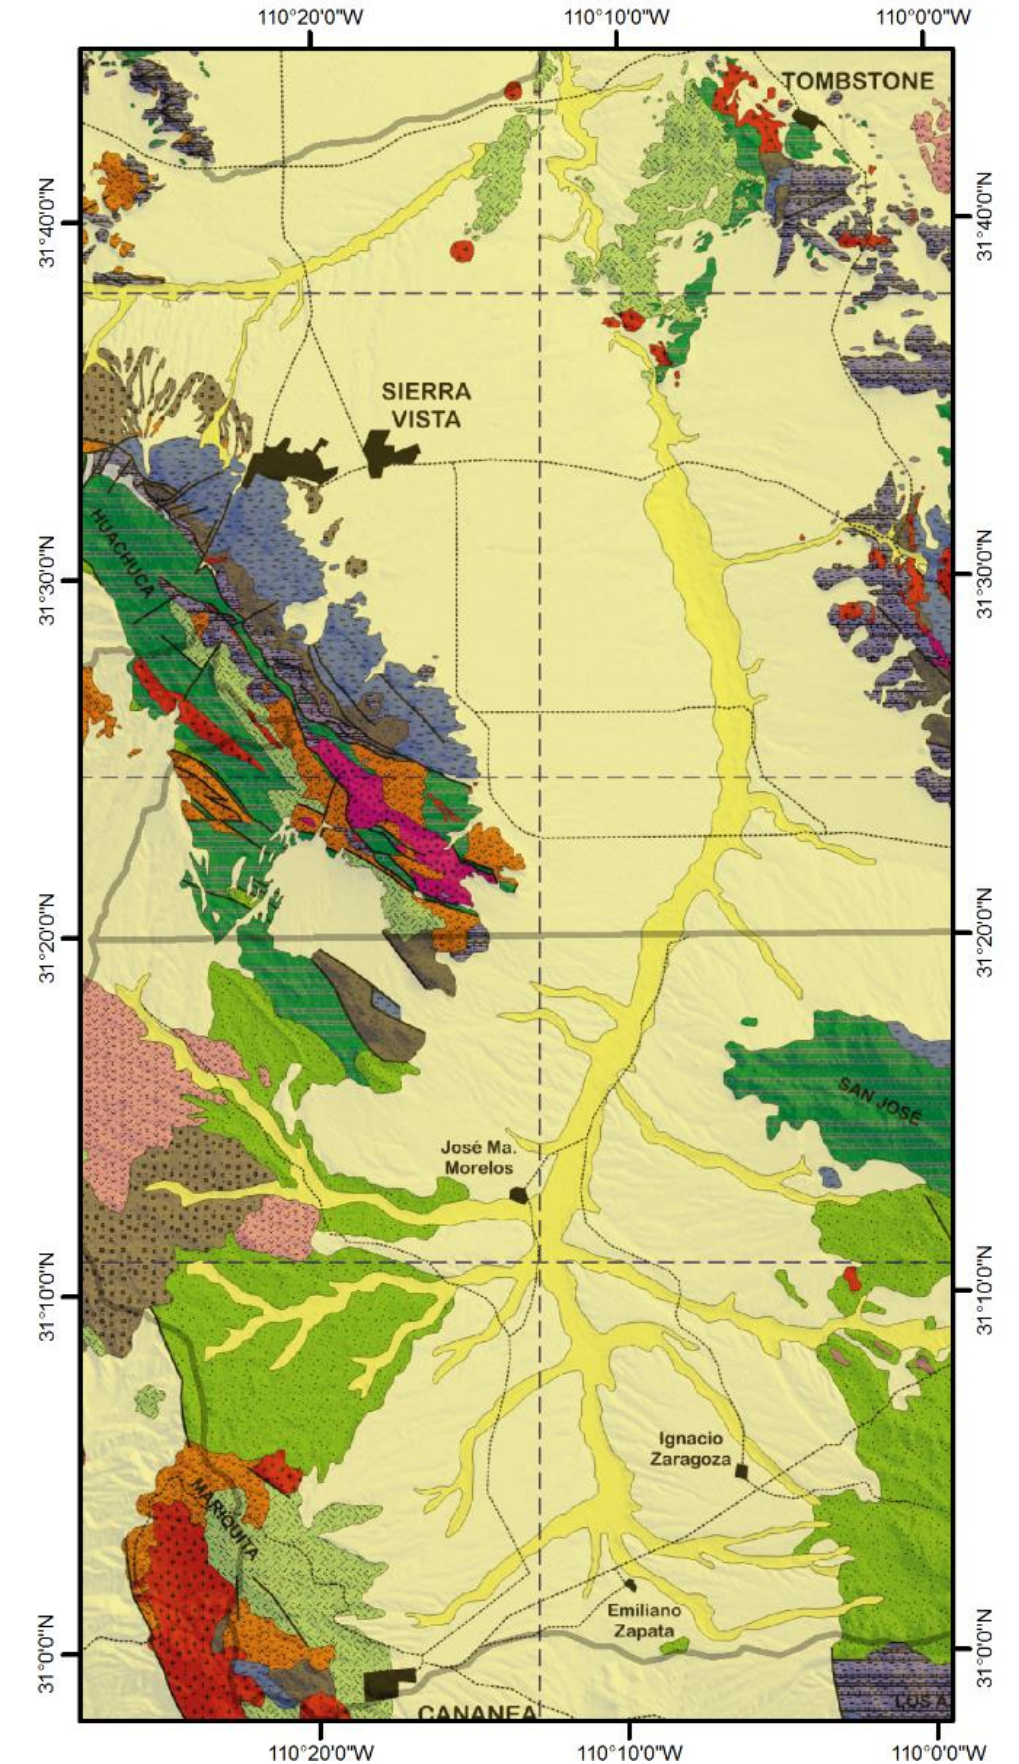 110°20'0"W 110°10'0"W 110°0'0"W
TOMBSTONE
31°40'0"N 31°40'0"N
SIERRA
VISTA
HUACHUCA
31°30'0"N 31°30'0"N
31°20'0"N 31°20'0"N
SAN JOSÉ
José Ma.
Morelos
31°10'0"N 31°10'0"N
Ignacio
Zaragoza
MARIQUITA
Emiliano
Zapata
31°0'0"N 31°0'0"N
LOS A
CANANEA
110°20'0"W 110°10'0"W 110°0'0"W